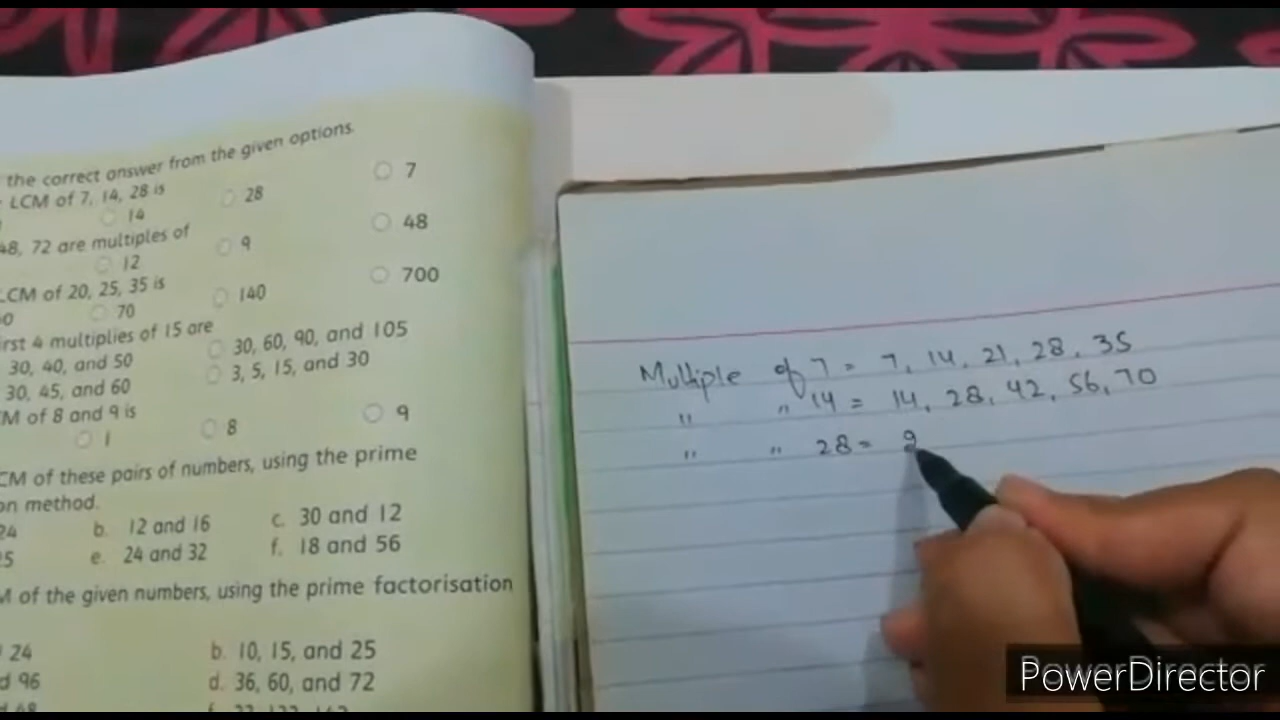 the correct answer from the given options.
LCM of 7, 14, 28 is
14 28 7
48, 72 are multiples of
12 9 48
LCM of 20, 25, 35 is
70 140 700
first 4 multiplies of 15 are
30, 40, and 50 30, 60, 90, and 105
30, 45, and 60 3, 5, 15, and 30
CM of 8 and 9 is
1 8 9
CM of these pairs of numbers, using the prime
on method.
24 b. 12 and 16 c. 30 and 12
e. 24 and 32 f. 18 and 56
M of the given numbers, using the prime factorisation
24 b. 10, 15, and 25
d 96 d. 36, 60, and 72
Multiple of 7 = 7, 14, 21, 28, 35
" " 14 = 14, 28, 42, 56, 70
" " 28 = 2
PowerDirector